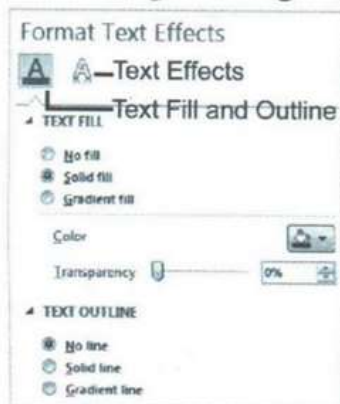 Format Text Effects
A A Text Effects
Text Fill and Outline
TEXT FILL
No fill
Solid fill
Gradient fill
Color
Transparency 0%
TEXT OUTLINE
No line
Solid line
Gradient line